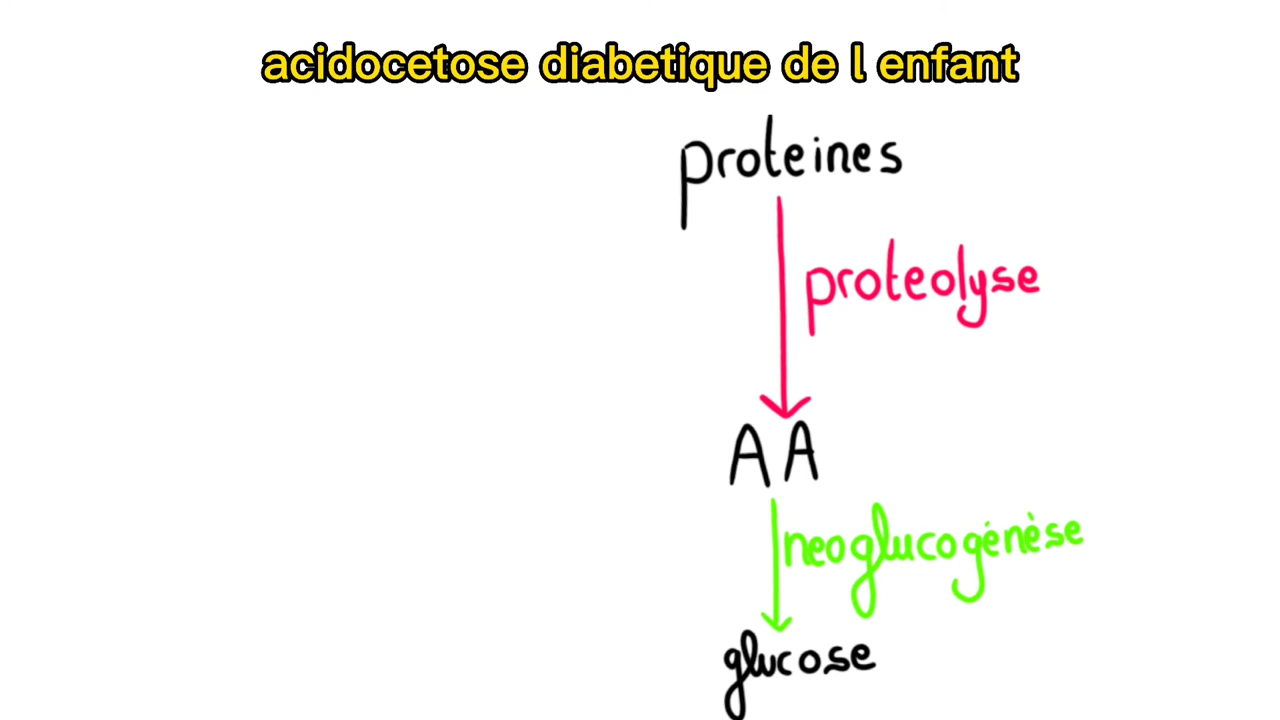 acidocetose diabetique de l enfant
proteines
proteolyse
AA
neoglucogénèse
glucose